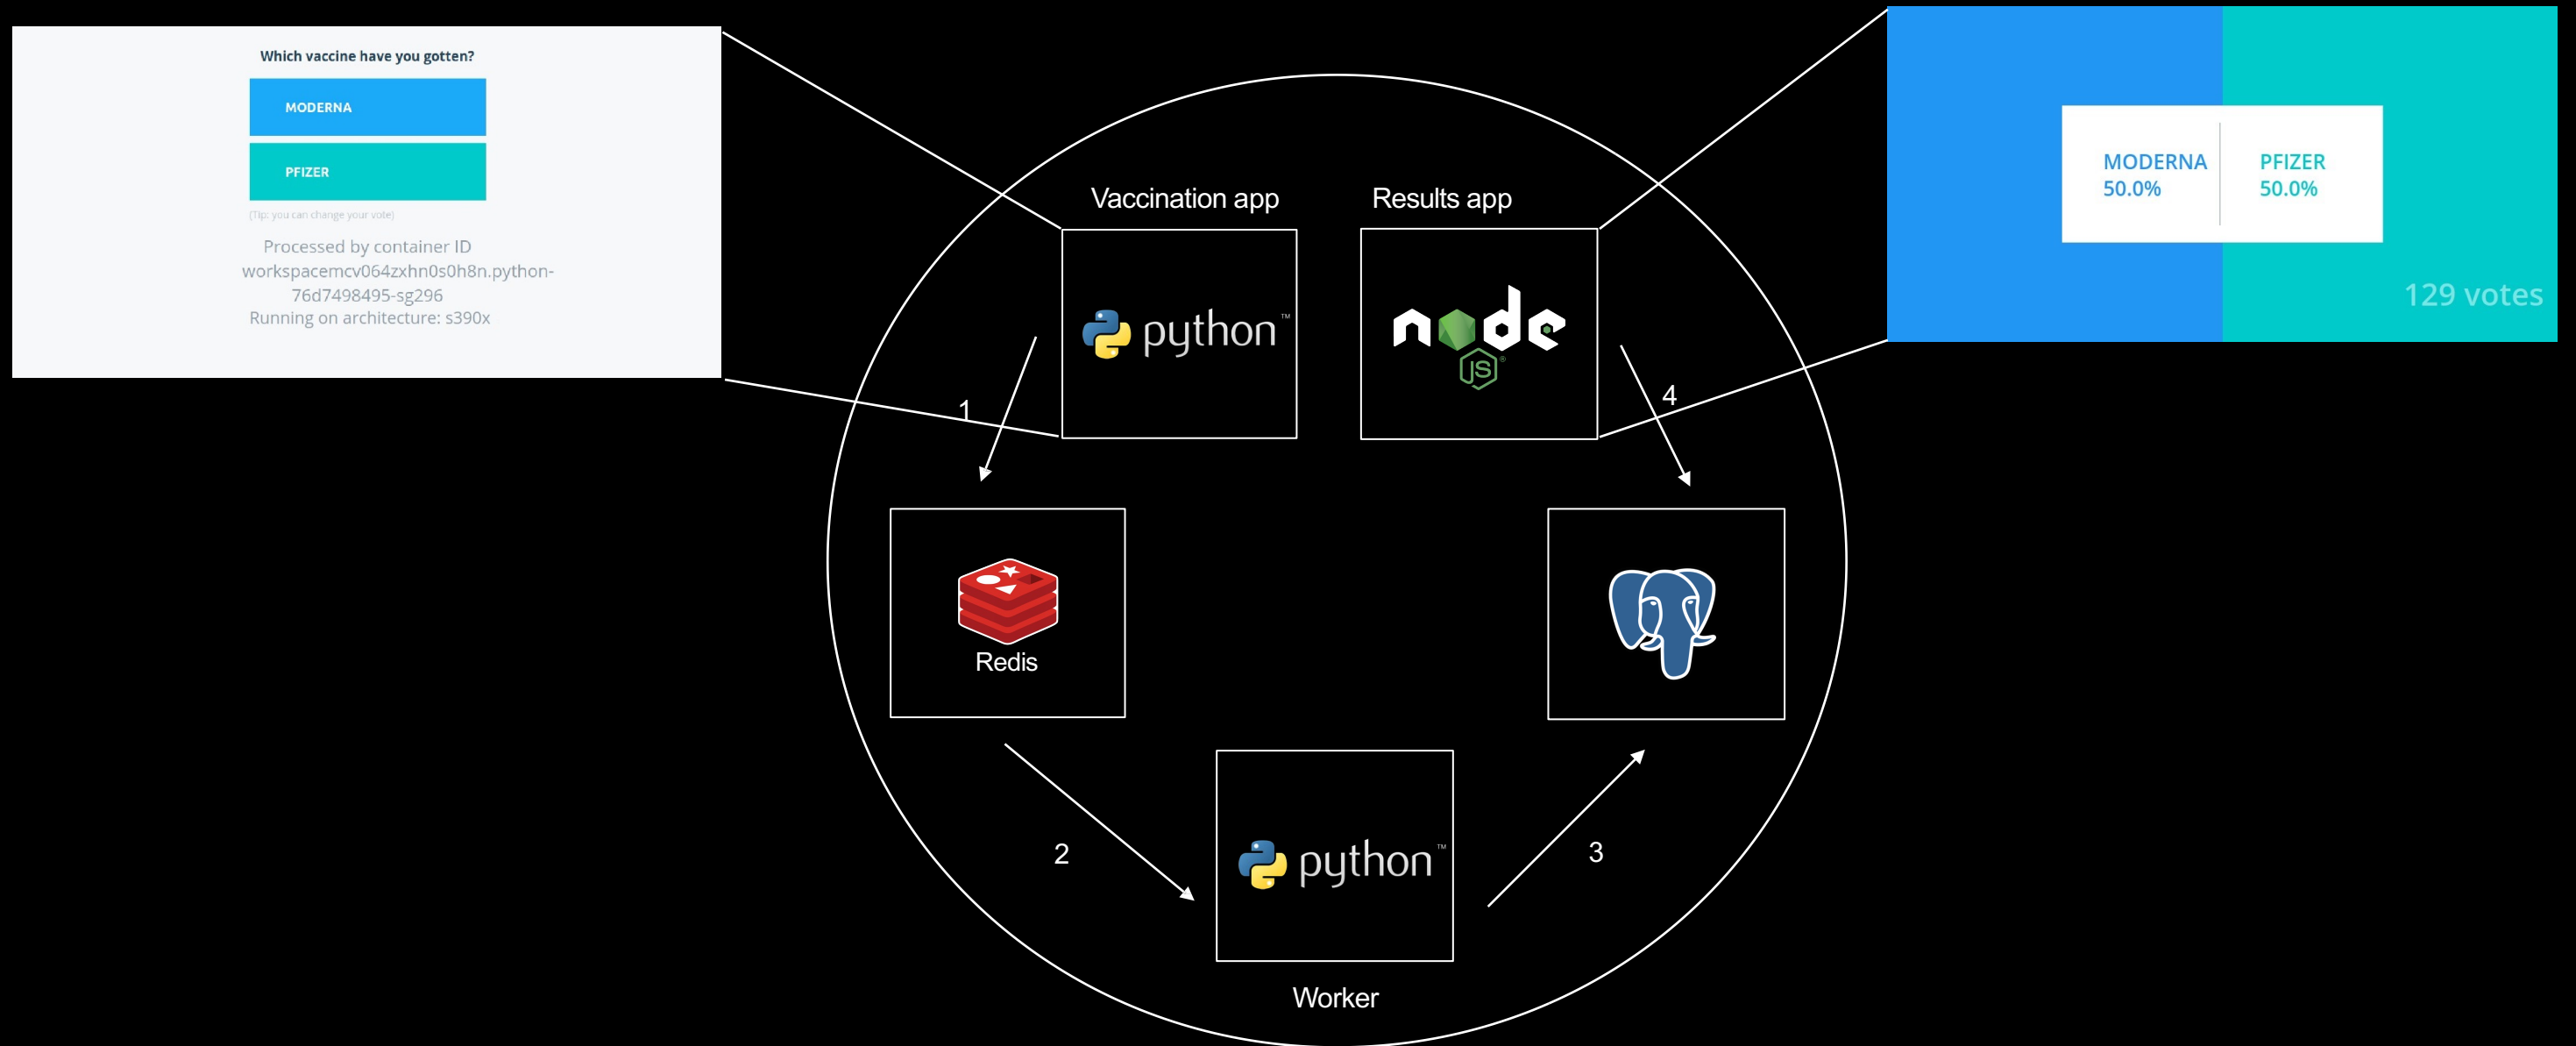 Which vaccine have you gotten?
MODERNA
PFIZER
(Tip: you can change your vote)
Processed by container ID
workspacemcv064zxhn0s0h8n.python-
76d7498495-sg296
Running on architecture: s390x
MODERNA
50.0%
PFIZER
50.0%
129 votes
Vaccination app
Results app
python™
node
JS®
1
4
Redis
2
3
python™
Worker